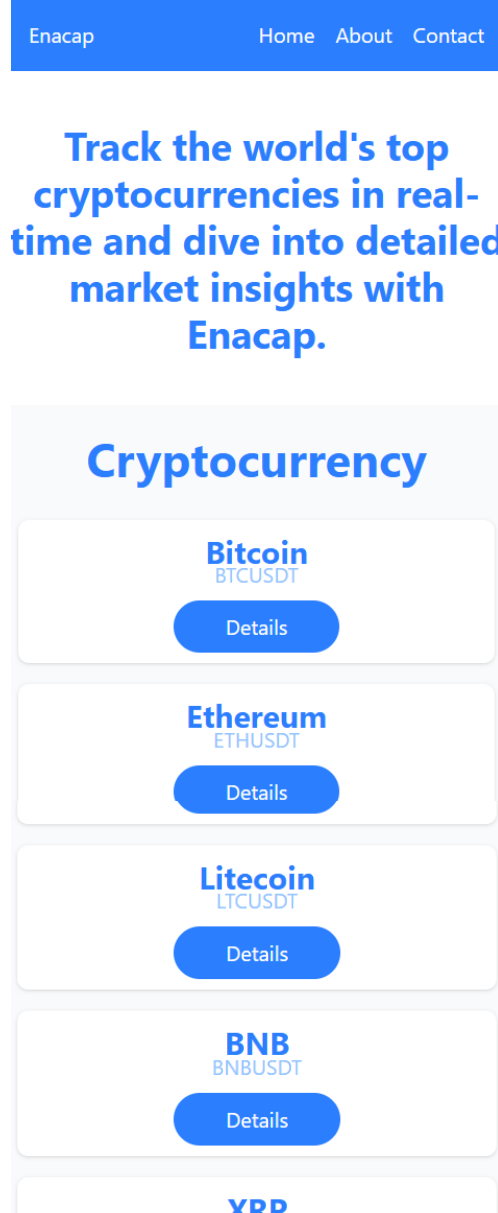 Enacap Home About Contact
Track the world's top
cryptocurrencies in real-
time and dive into detailed
market insights with
Enacap.
Cryptocurrency
Bitcoin
BTCUSDT
Details
Ethereum
ETHUSDT
Details
Litecoin
LTCUSDT
Details
BNB
BNBUSDT
Details
XRP